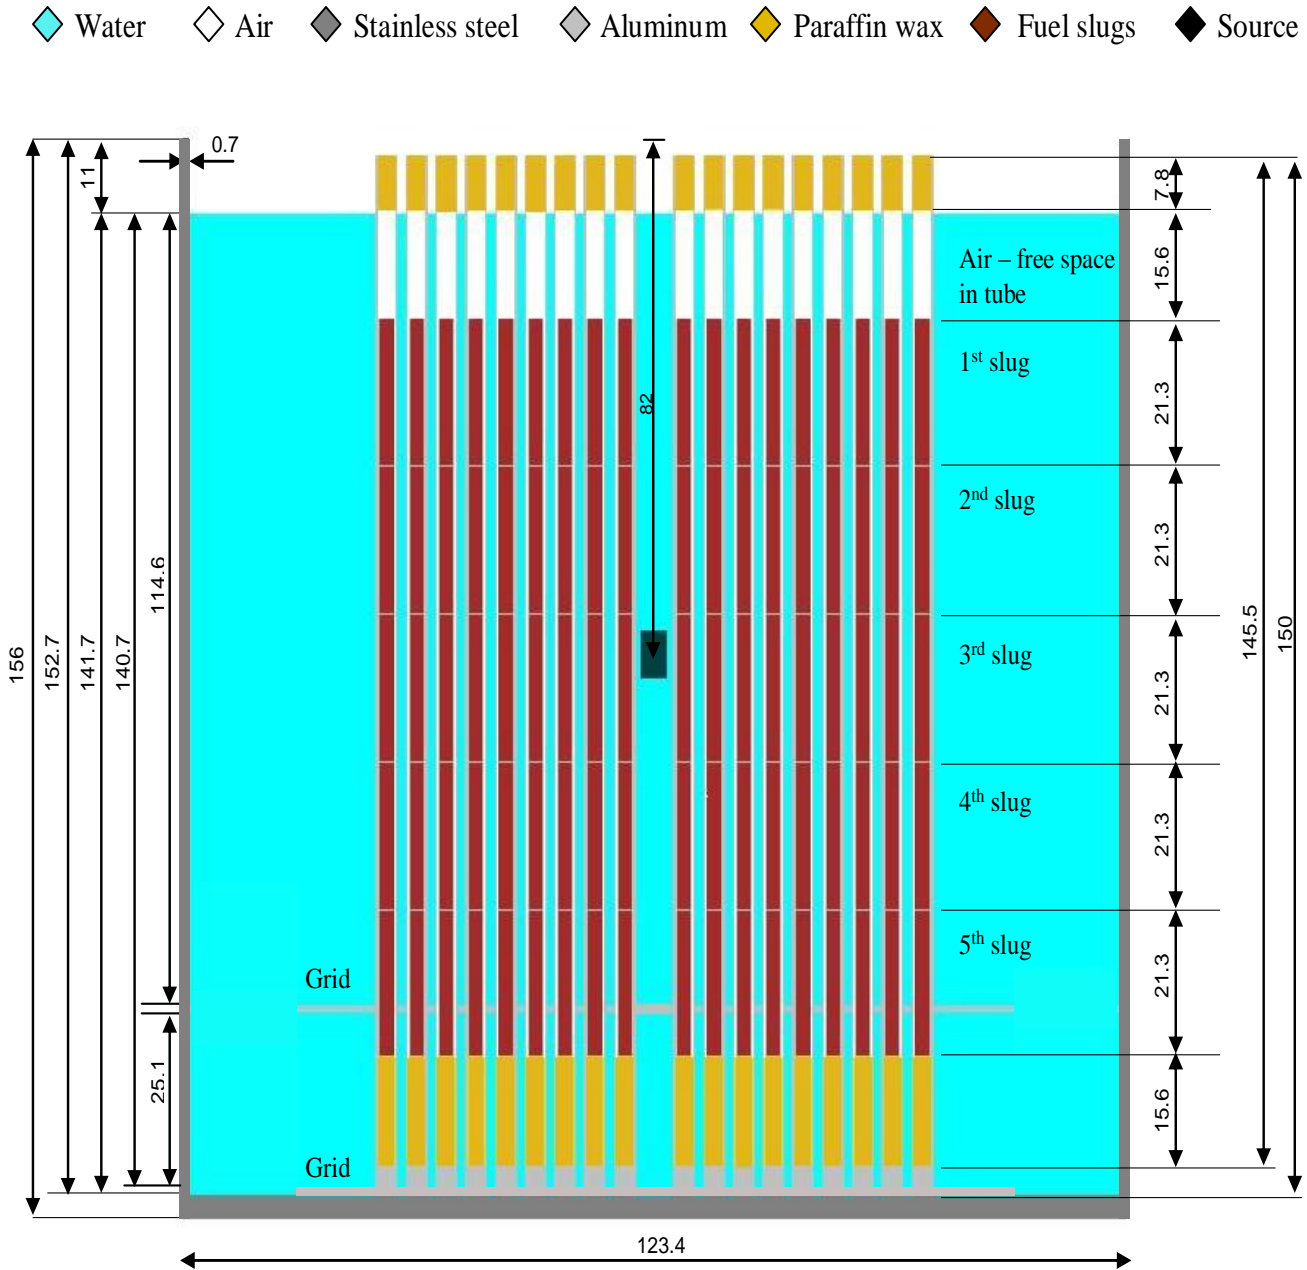 Water Air Stainless steel Aluminum Paraffin wax Fuel slugs Source
0.7
11
7.8
15.6
Air – free space
in tube
1st slug
21.3
82
2nd slug
21.3
114.6
3rd slug
21.3
156
152.7
141.7
140.7
145.5
150
4th slug
21.3
5th slug
21.3
Grid
25.1
15.6
Grid
123.4